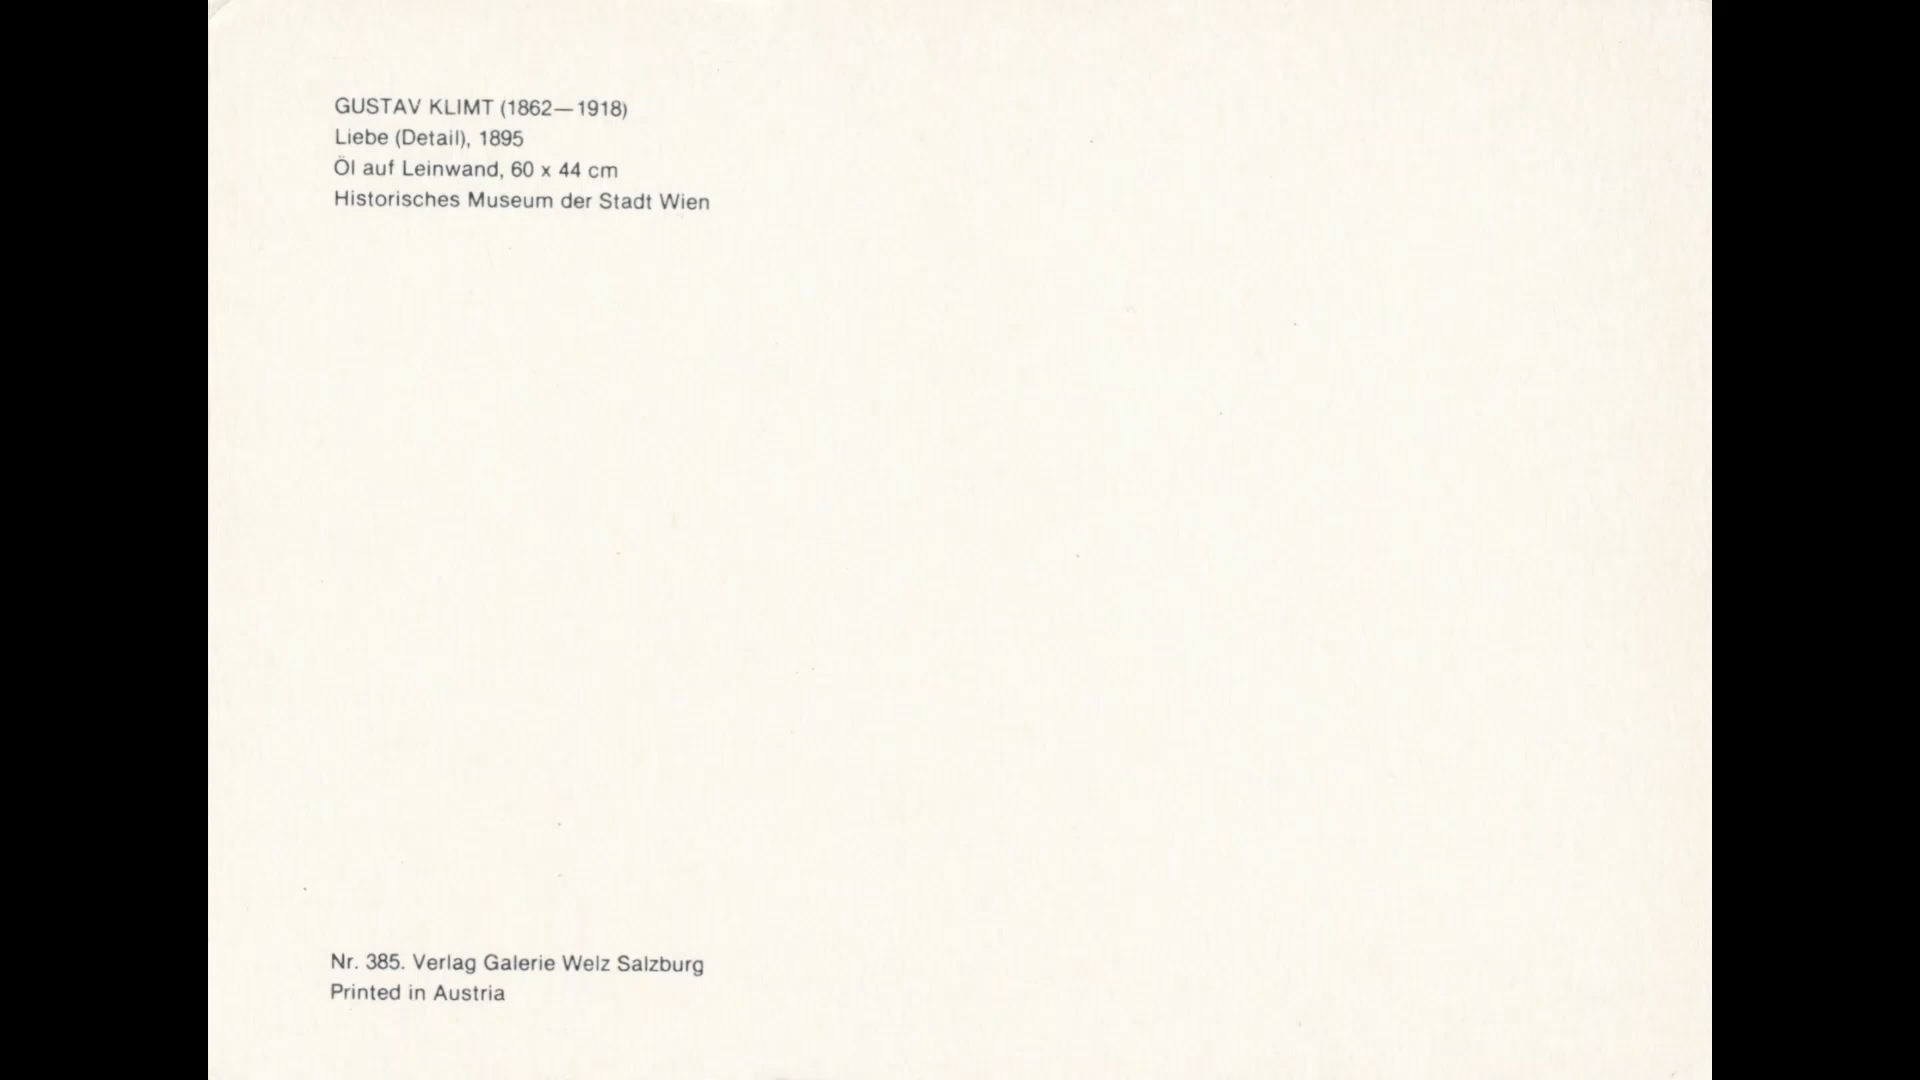 GUSTAV KLIMT (1862—1918)
Liebe (Detail), 1895
Öl auf Leinwand, 60 x 44 cm
Historisches Museum der Stadt Wien
Nr. 385. Verlag Galerie Welz Salzburg
Printed in Austria